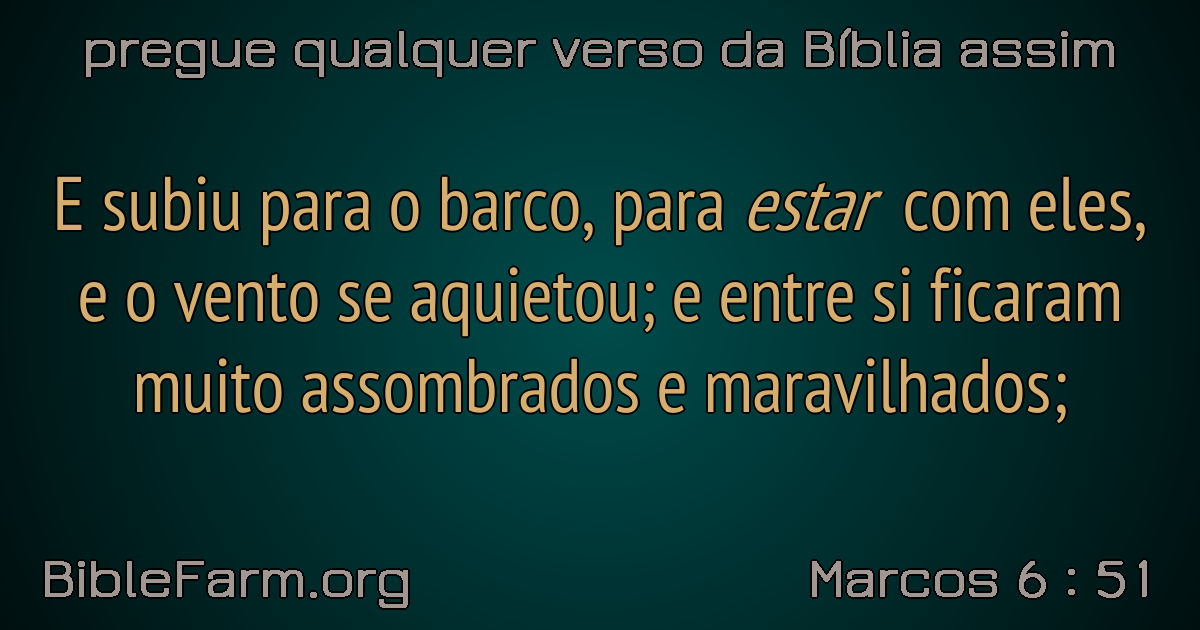 pregue qualquer verso da Bíblia assim
E subiu para o barco, para estar com eles,
e o vento se aquietou; e entre si ficaram
muito assombrados e maravilhados;
BibleFarm.org
Marcos 6 : 51